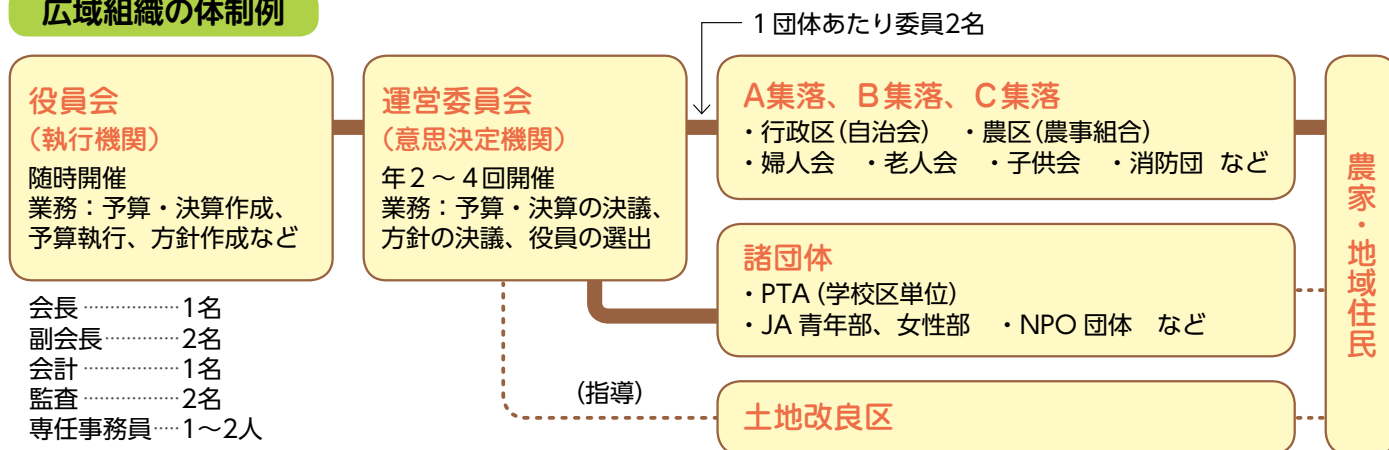 広域組織の体制例
1団体あたり委員2名
役員会
（執行機関）
随時開催
業務：予算・決算作成、
予算執行、方針作成など
会長………………1名
副会長……………2名
会計………………1名
監査………………2名
専任事務員……1〜2人
運営委員会
（意思決定機関）
年2〜4回開催
業務：予算・決算の決議、
方針の決議、役員の選出
A集落、B集落、C集落
・行政区（自治会）　・農区（農事組合）
・婦人会　・老人会　・子供会　・消防団　など
諸団体
・PTA（学校区単位）
・JA 青年部、女性部　・NPO 団体　など
（指導）
土地改良区
農家・地域住民